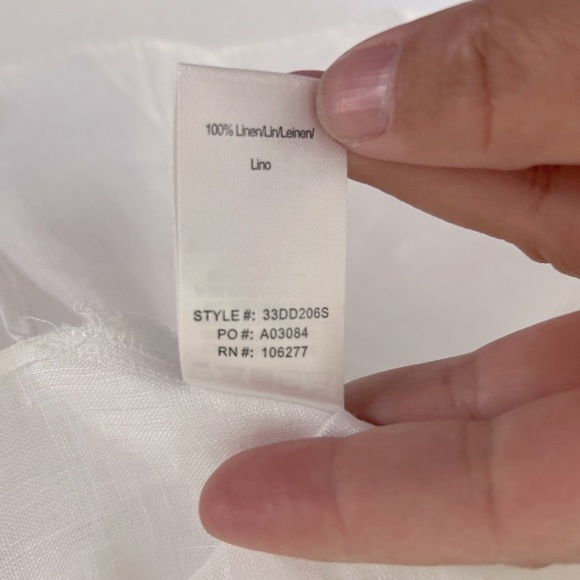 100% Linen/Lin/Leinen/
Lino
STYLE #: 33DD206S
PO #: A03084
RN #: 106277